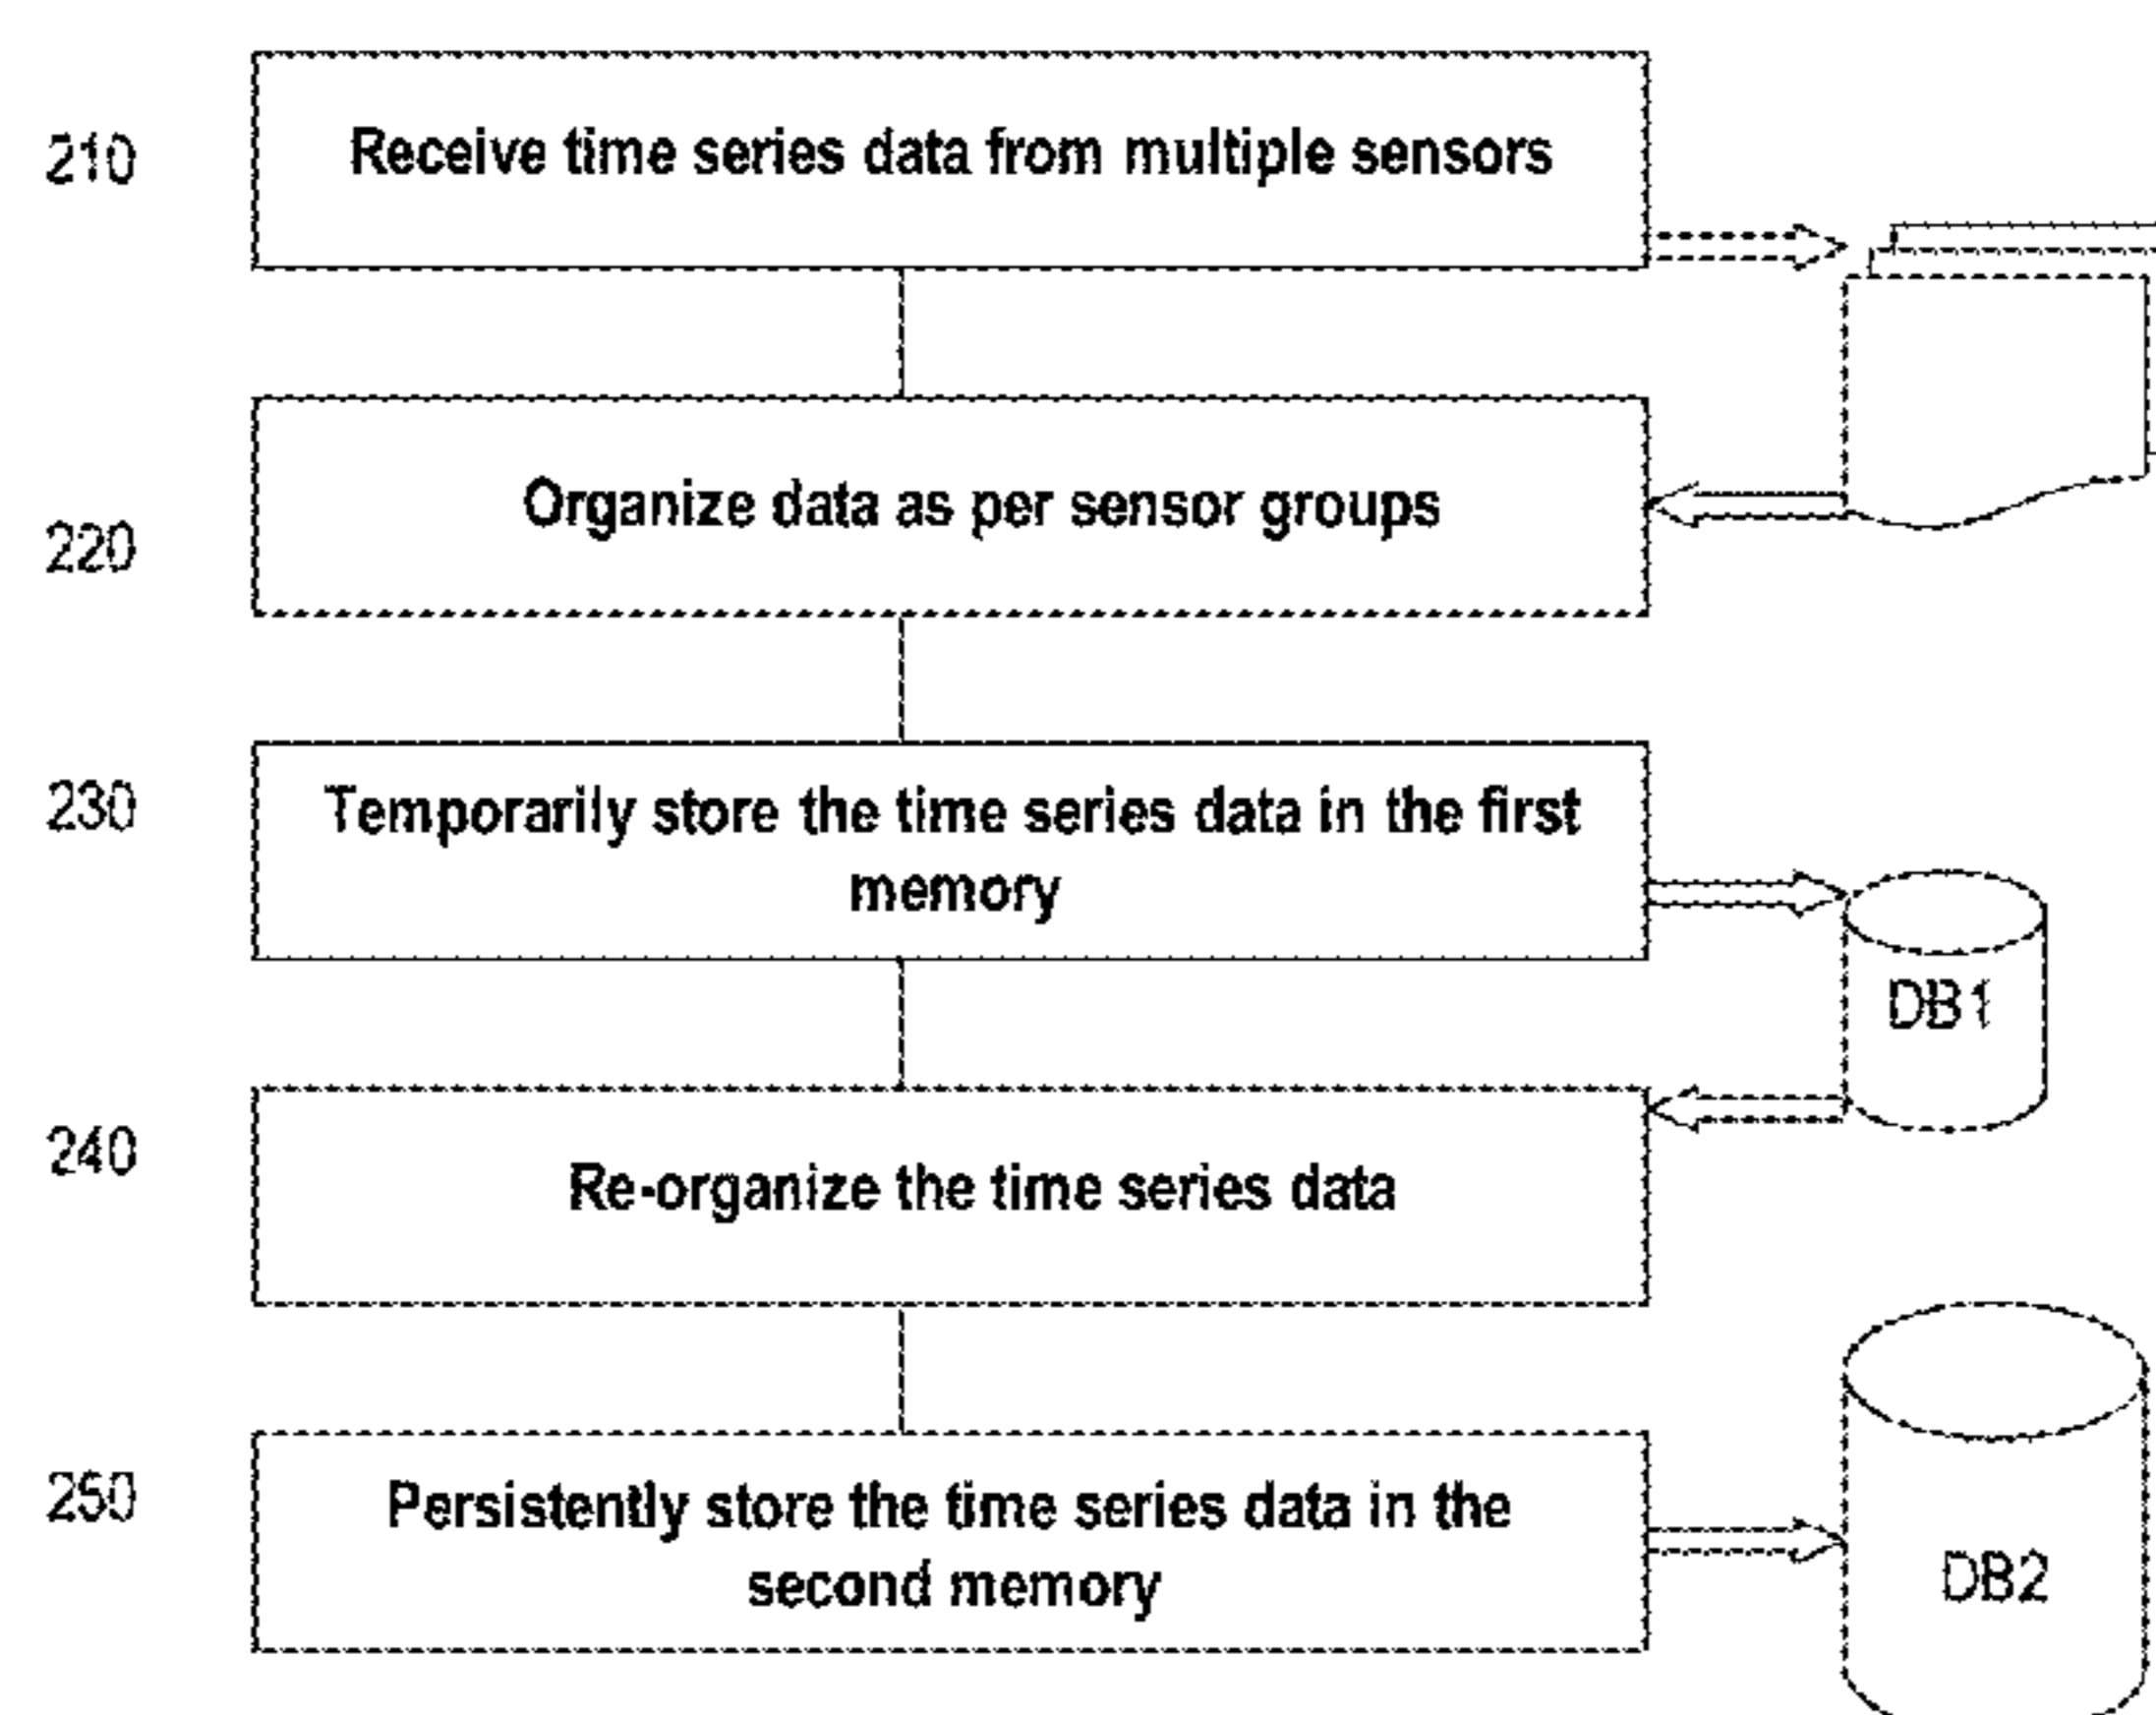 210
Receive time series data from multiple sensors
220
Organize data as per sensor groups
230
Temporarily store the time series data in the first
memory
DB1
240
Re-organize the time series data
250
Persistently store the time series data in the
second memory
DB2